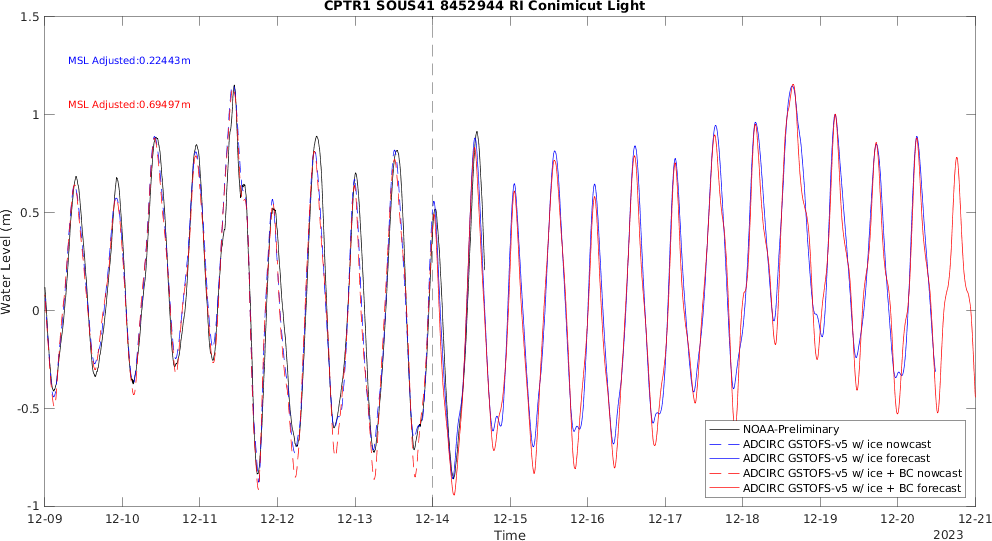 CPTR1 SOUS41 8452944 RI Conimicut Light
1.5
MSL Adjusted:0.22443m
MSL Adjusted:0.69497m
1
0.5
Water Level (m)
0
-0.5
NOAA-Preliminary
ADCIRC GSTOFS-v5 w/ ice nowcast
ADCIRC GSTOFS-v5 w/ ice forecast
ADCIRC GSTOFS-v5 w/ ice + BC nowcast
ADCIRC GSTOFS-v5 w/ ice + BC forecast
-1
12-09 12-10 12-11 12-12 12-13 12-14 12-15 12-16 12-17 12-18 12-19 12-20 12-21
Time 2023